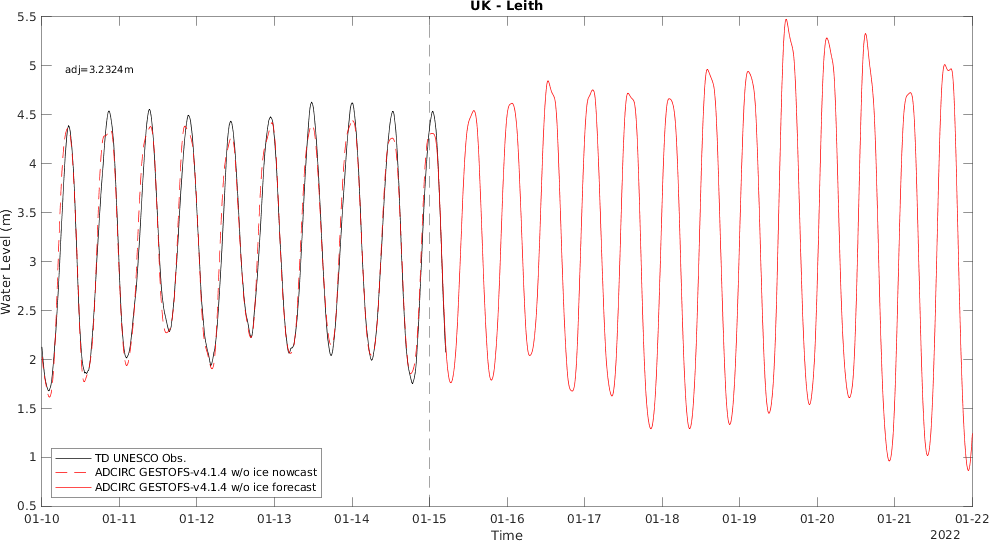 UK - Leith
adj=3.2324m
5.5
5
4.5
4
3.5
3
2.5
2
1.5
1
0.5
Water Level (m)
TD UNESCO Obs.
ADCIRC GESTOFS-v4.1.4 w/o ice nowcast
ADCIRC GESTOFS-v4.1.4 w/o ice forecast
01-10 01-11 01-12 01-13 01-14 01-15 01-16 01-17 01-18 01-19 01-20 01-21 01-22
Time
2022